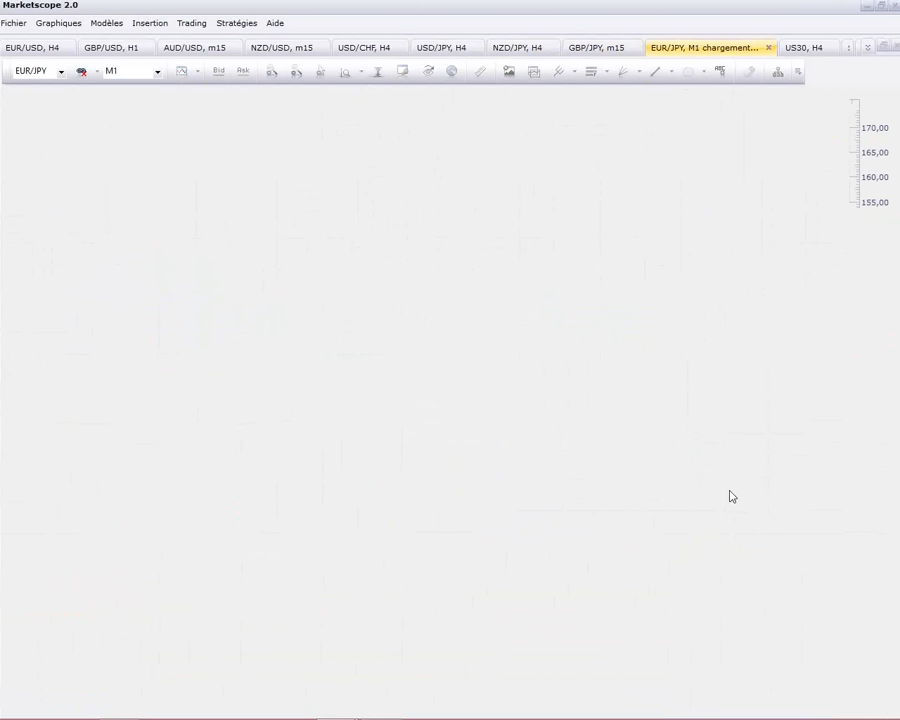 Marketscope 2.0
Fichier Graphiques Modèles Insertion Trading Stratégies Aide
EUR/USD, H4 GBP/USD, H1 AUD/USD, m15 NZD/USD, m15 USD/CHF, H4 USD/JPY, H4 NZD/JPY, H4 GBP/JPY, m15 EUR/JPY, M1 chargement... US30, H4
EUR/JPY M1 Bid Ask ABC
170,00
165,00
160,00
155,00